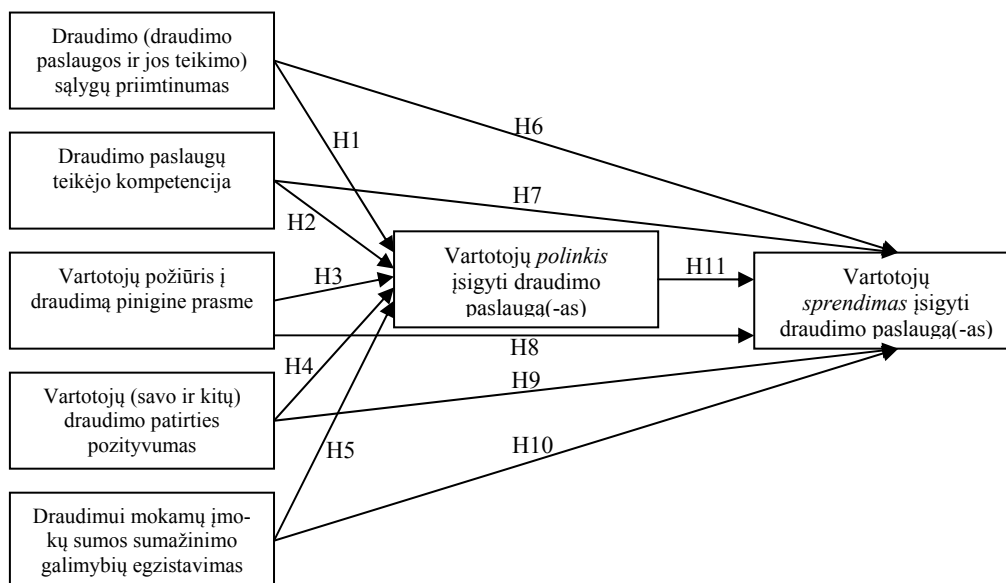 Draudimo (draudimo
paslaugos ir jos teikimo)
sąlygų priimtinumas
H6
H1
Draudimo paslaugų
teikėjo kompetencija
H7
H2
Vartotojų požiūris į
draudimą pinigine prasme
H3
Vartotojų polinkis
įsigyti draudimo
paslaugą(-as)
H11
Vartotojų
sprendimas įsigyti
draudimo paslaugą(-as)
H8
H4
H9
Vartotojų (savo ir kitų)
draudimo patirties
pozityvumas
H5
H10
Draudimui mokamų įmo-
kų sumos sumažinimo
galimybių egzistavimas